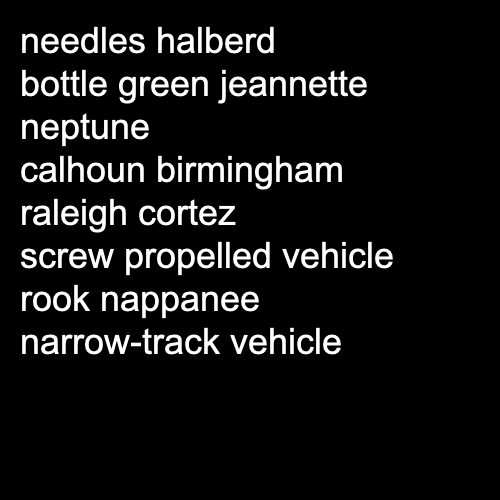 needles halberd
bottle green jeannette
neptune
calhoun birmingham
raleigh cortez
screw propelled vehicle
rook nappanee
narrow-track vehicle